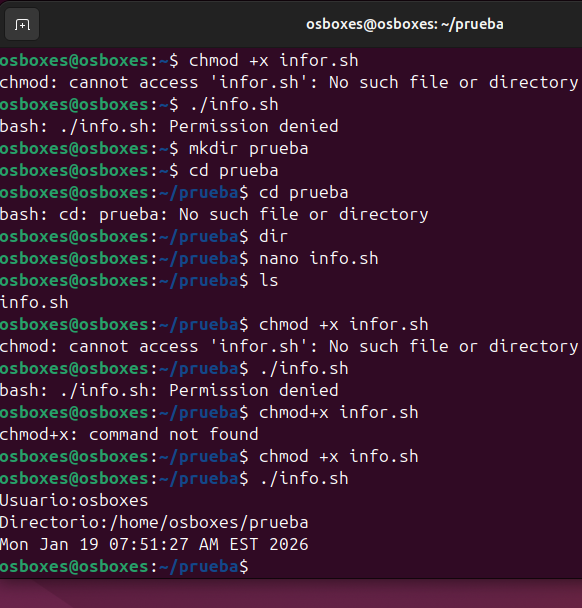 osboxes@osboxes: ~/prueba
osboxes@osboxes:~$ chmod +x infor.sh
chmod: cannot access 'infor.sh': No such file or directory
osboxes@osboxes:~$ ./info.sh
bash: ./info.sh: Permission denied
osboxes@osboxes:~$ mkdir prueba
osboxes@osboxes:~$ cd prueba
osboxes@osboxes:~/prueba$ cd prueba
bash: cd: prueba: No such file or directory
osboxes@osboxes:~/prueba$ dir
osboxes@osboxes:~/prueba$ nano info.sh
osboxes@osboxes:~/prueba$ ls
info.sh
osboxes@osboxes:~/prueba$ chmod +x infor.sh
chmod: cannot access 'infor.sh': No such file or directory
osboxes@osboxes:~/prueba$ ./info.sh
bash: ./info.sh: Permission denied
osboxes@osboxes:~/prueba$ chmod+x infor.sh
chmod+x: command not found
osboxes@osboxes:~/prueba$ chmod +x info.sh
osboxes@osboxes:~/prueba$ ./info.sh
Usuario:osboxes
Directorio:/home/osboxes/prueba
Mon Jan 19 07:51:27 AM EST 2026
osboxes@osboxes:~/prueba$